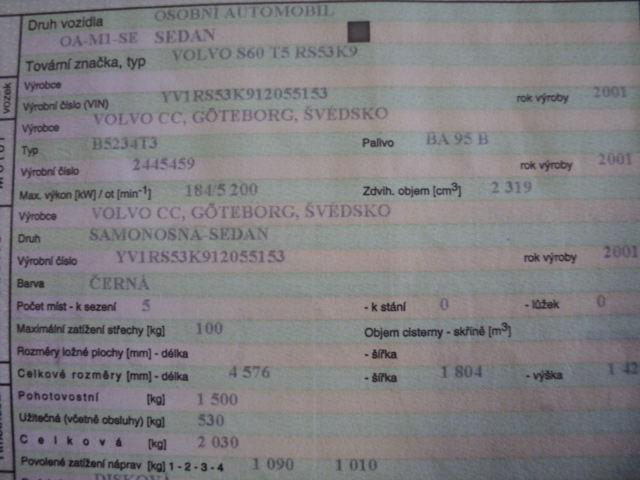 Druh vozidla OSOBNÍ AUTOMOBIL
OA-M1-SE SEDAN
Tovární značka, typ VOLVO S60 T5 RS53K9
Výrobce
Výrobní číslo (VIN) YV1RS53K912055153 rok výroby 2001
Výrobce VOLVO CC, GÖTEBORG, ŠVÉDSKO
Typ B5234T3 Palivo BA 95 B
Výrobní číslo 2445459 rok výroby 2001
Max. výkon [kW] / ot [min⁻¹] 184/5 200 Zdvih. objem [cm³] 2 319
Výrobce VOLVO CC, GÖTEBORG, ŠVÉDSKO
Druh SAMONOSNÁ-SEDAN
Výrobní číslo YV1RS53K912055153 rok výroby 2001
Barva ČERNÁ
Počet míst - k sezení 5 - k stání 0 - lůžek 0
Maximální zatížení střechy [kg] 100 Objem cisterny - skříně [m³]
Rozměry ložné plochy [mm] - délka - šířka
Celkové rozměry [mm] - délka 4 576 - šířka 1 804 - výška 1 42
Pohotovostní [kg] 1 500
Užitečná (včetně obsluhy) [kg] 530
Celková [kg] 2 030
Povolené zatížení náprav [kg] 1 - 2 - 3 - 4 1 090 1 010
DISKOVÁ
vozek